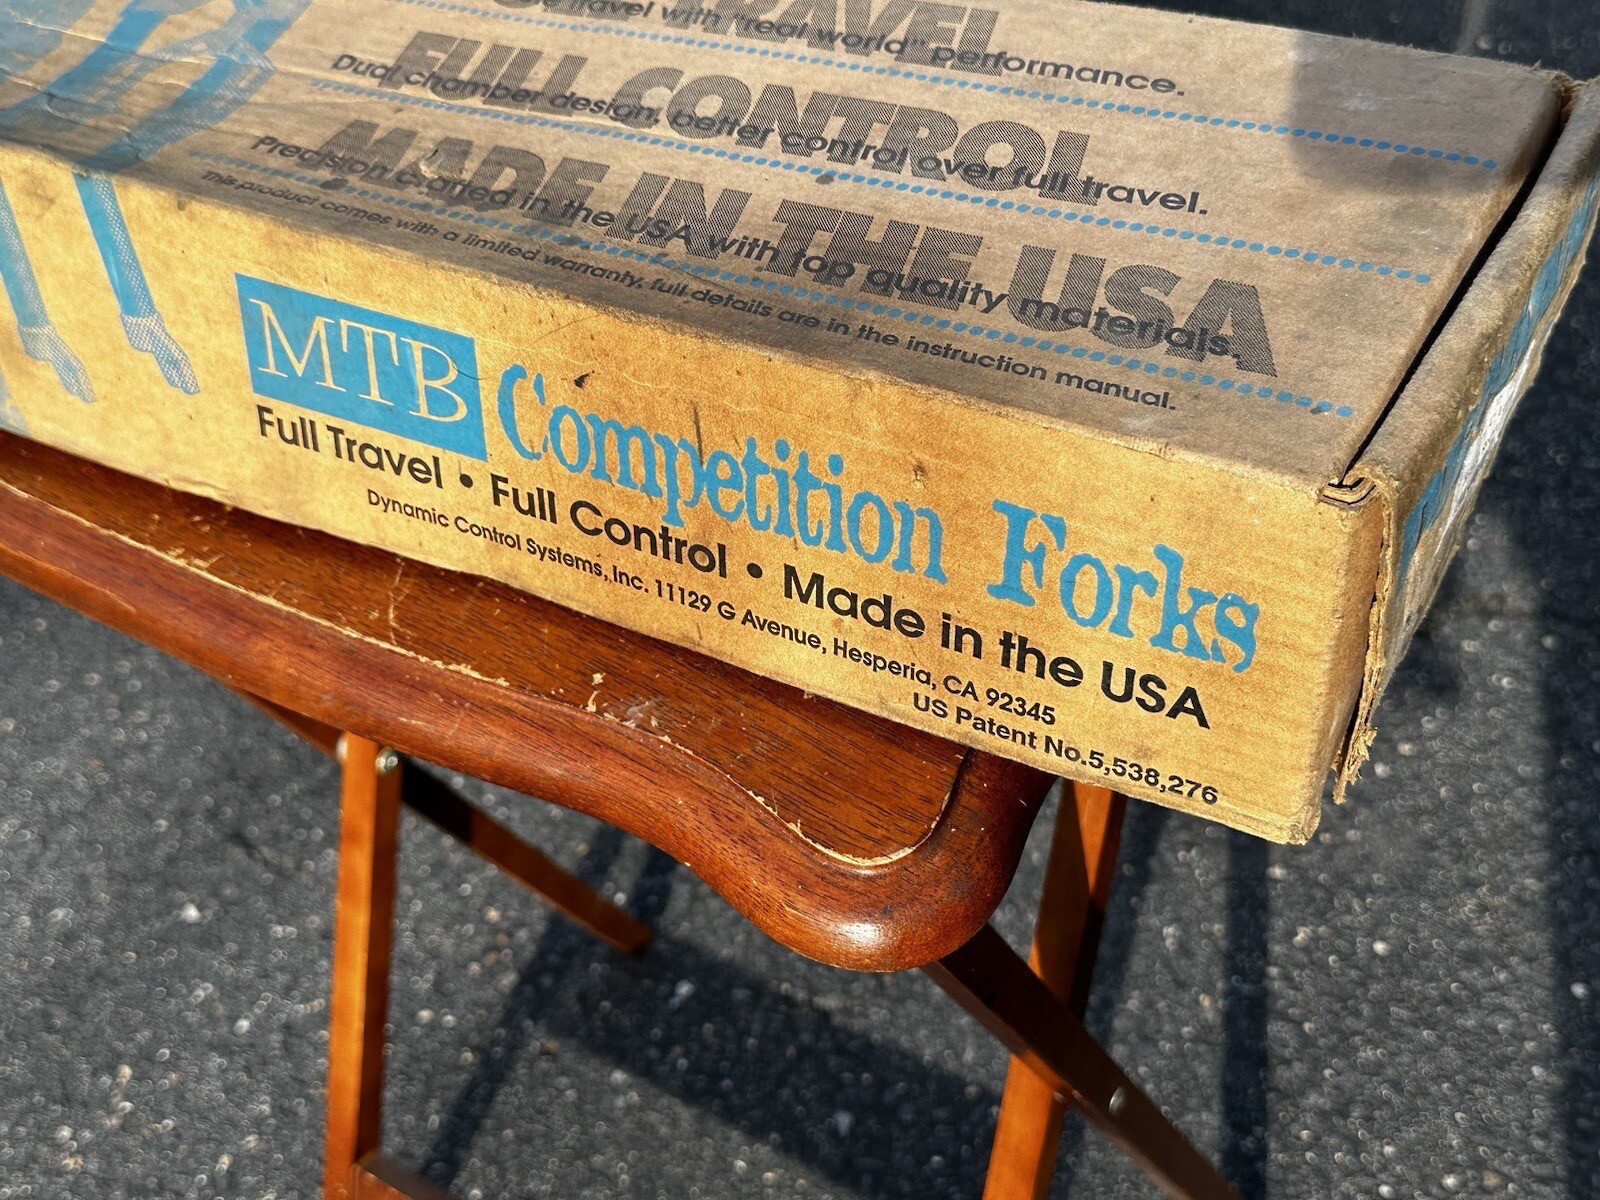 TRAVEL
travel with "real world" performance.
FULL CONTROL
Dual chamber design, better control over full travel.
MADE IN THE USA
Precision crafted in the USA with top quality materials.
This product comes with a limited warranty, full details are in the instruction manual.
MTB Competition Forks
Full Travel • Full Control • Made in the USA
Dynamic Control Systems, Inc. 11129 G Avenue, Hesperia, CA 92345
US Patent No.5,538,276